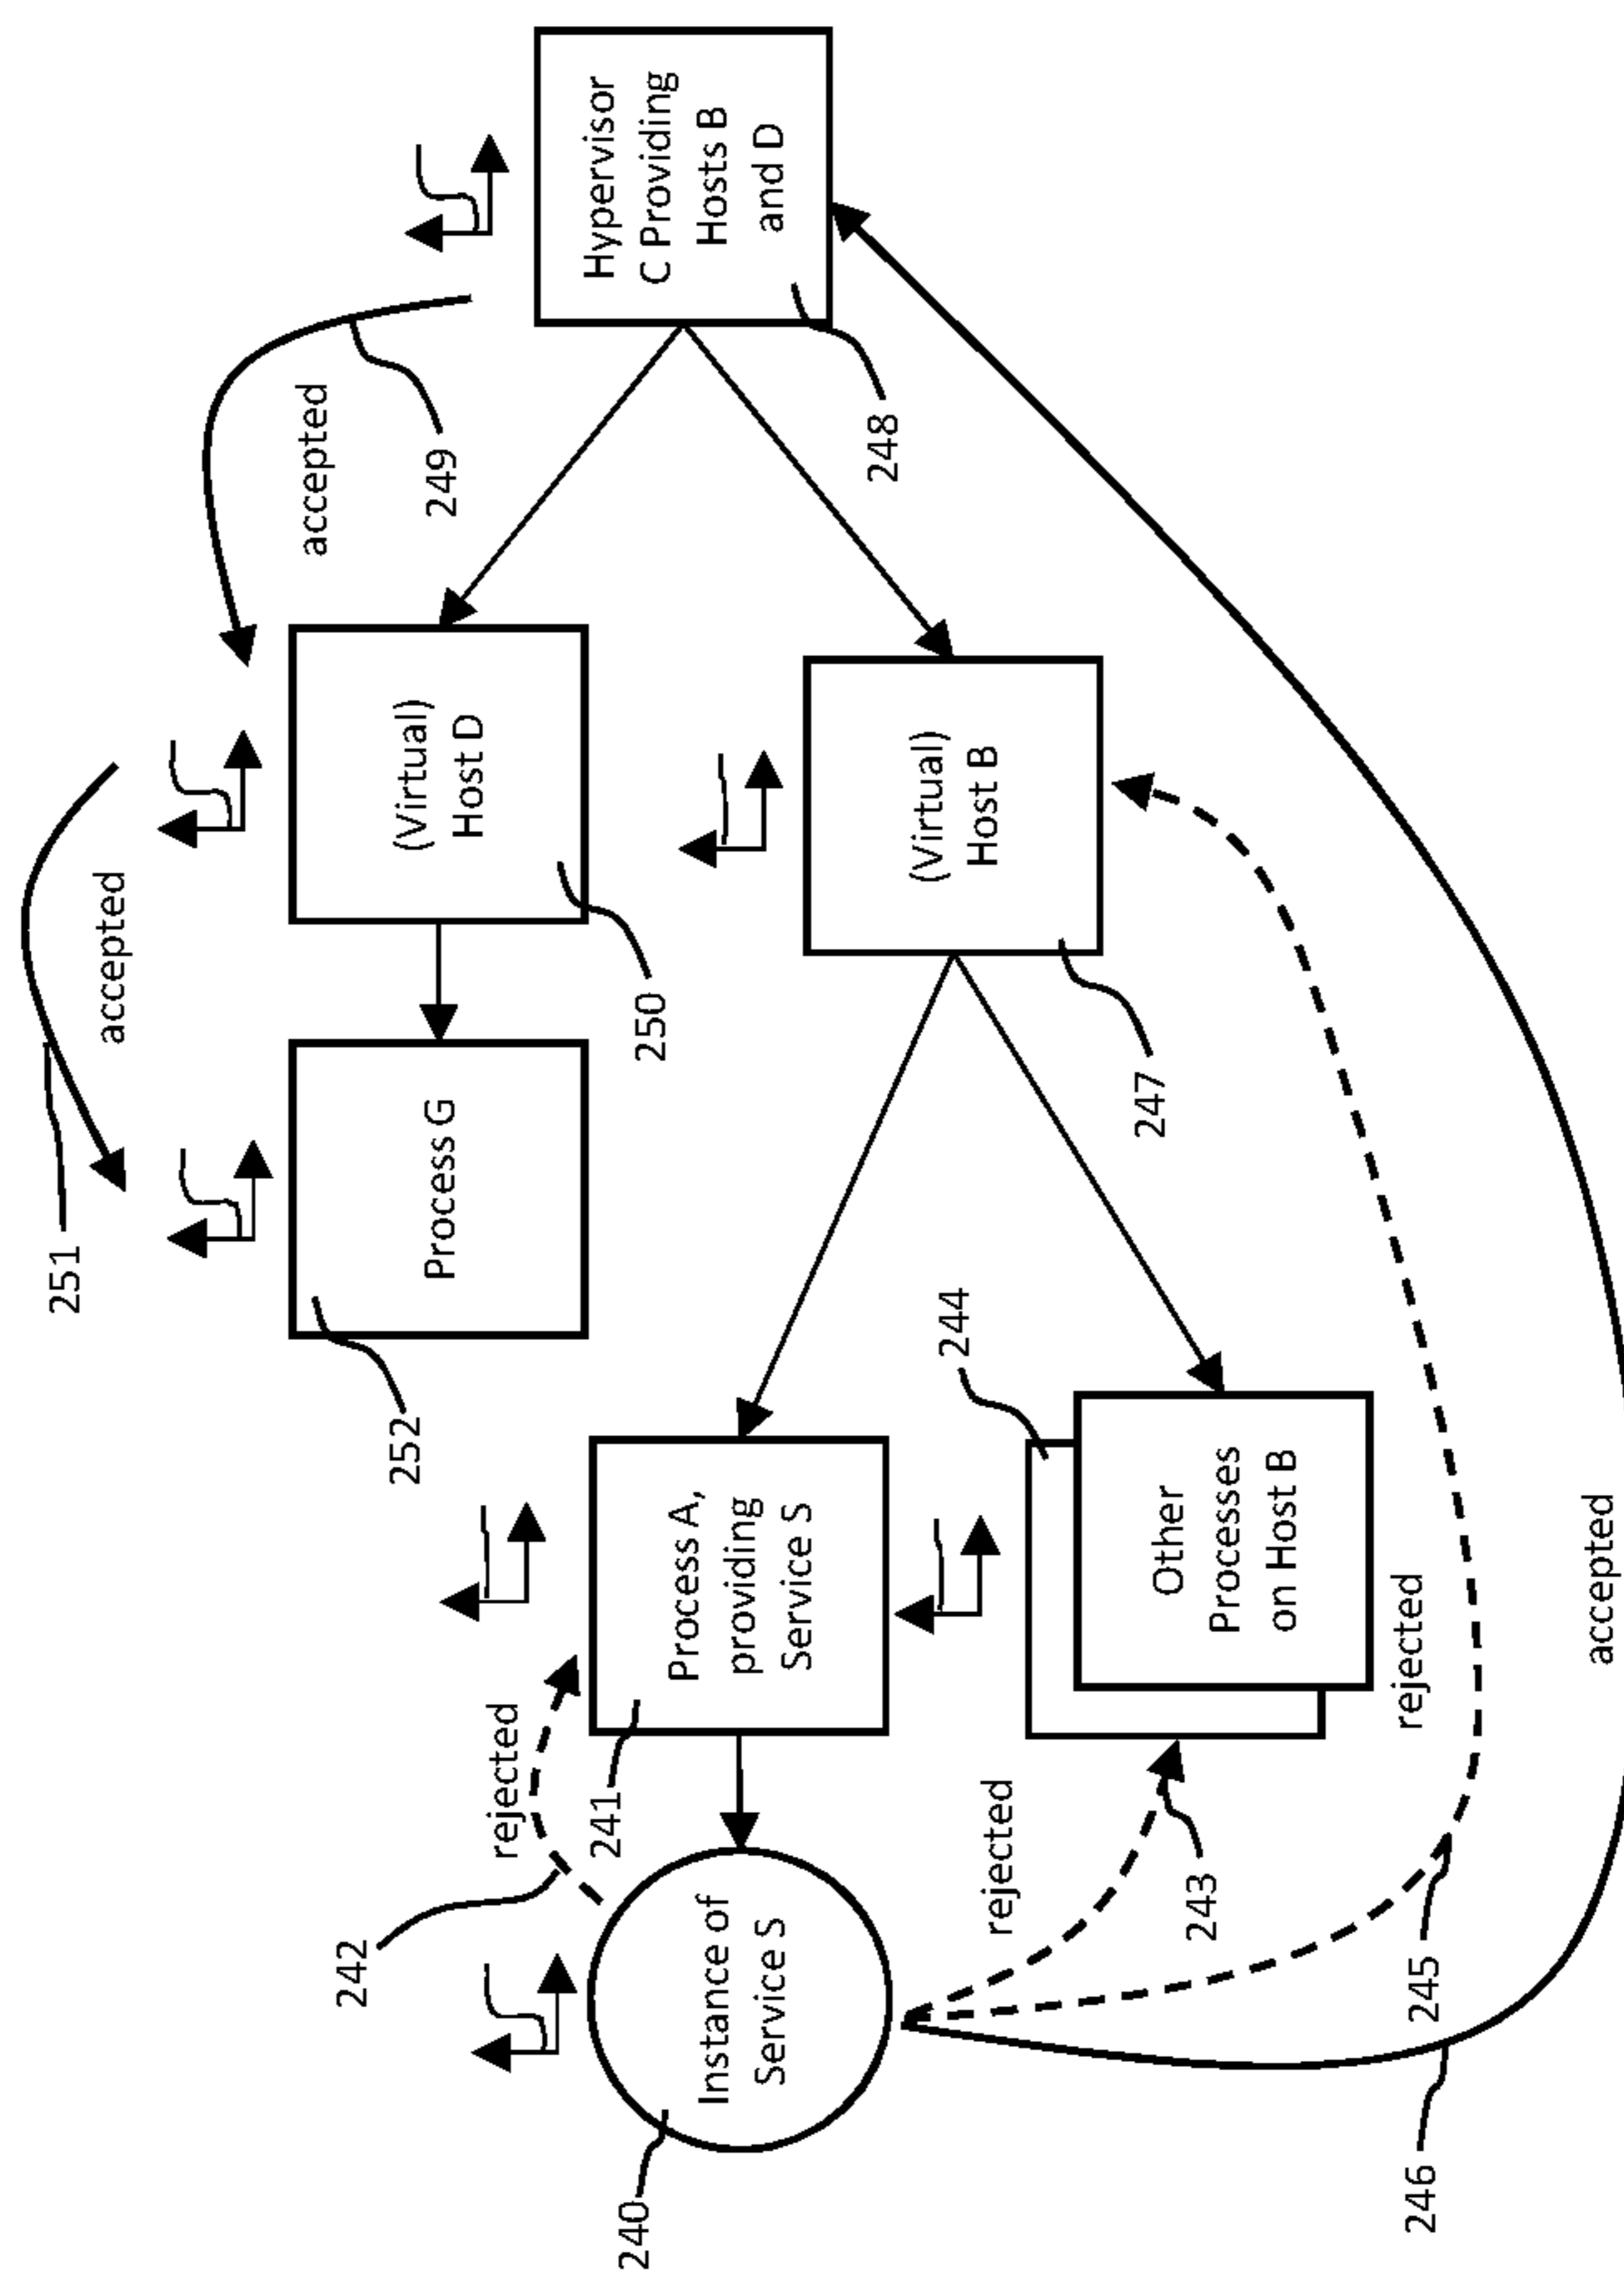 251
accepted
accepted
249
252
Process G
250
(Virtual)
Host D
Hypervisor
C Providing
Hosts B
and D
248
242
rejected
240
Instance of
Service S
241
Process A,
providing
Service S
247
(Virtual)
Host B
244
rejected
243
Other
Processes
on Host B
rejected
245
246
accepted